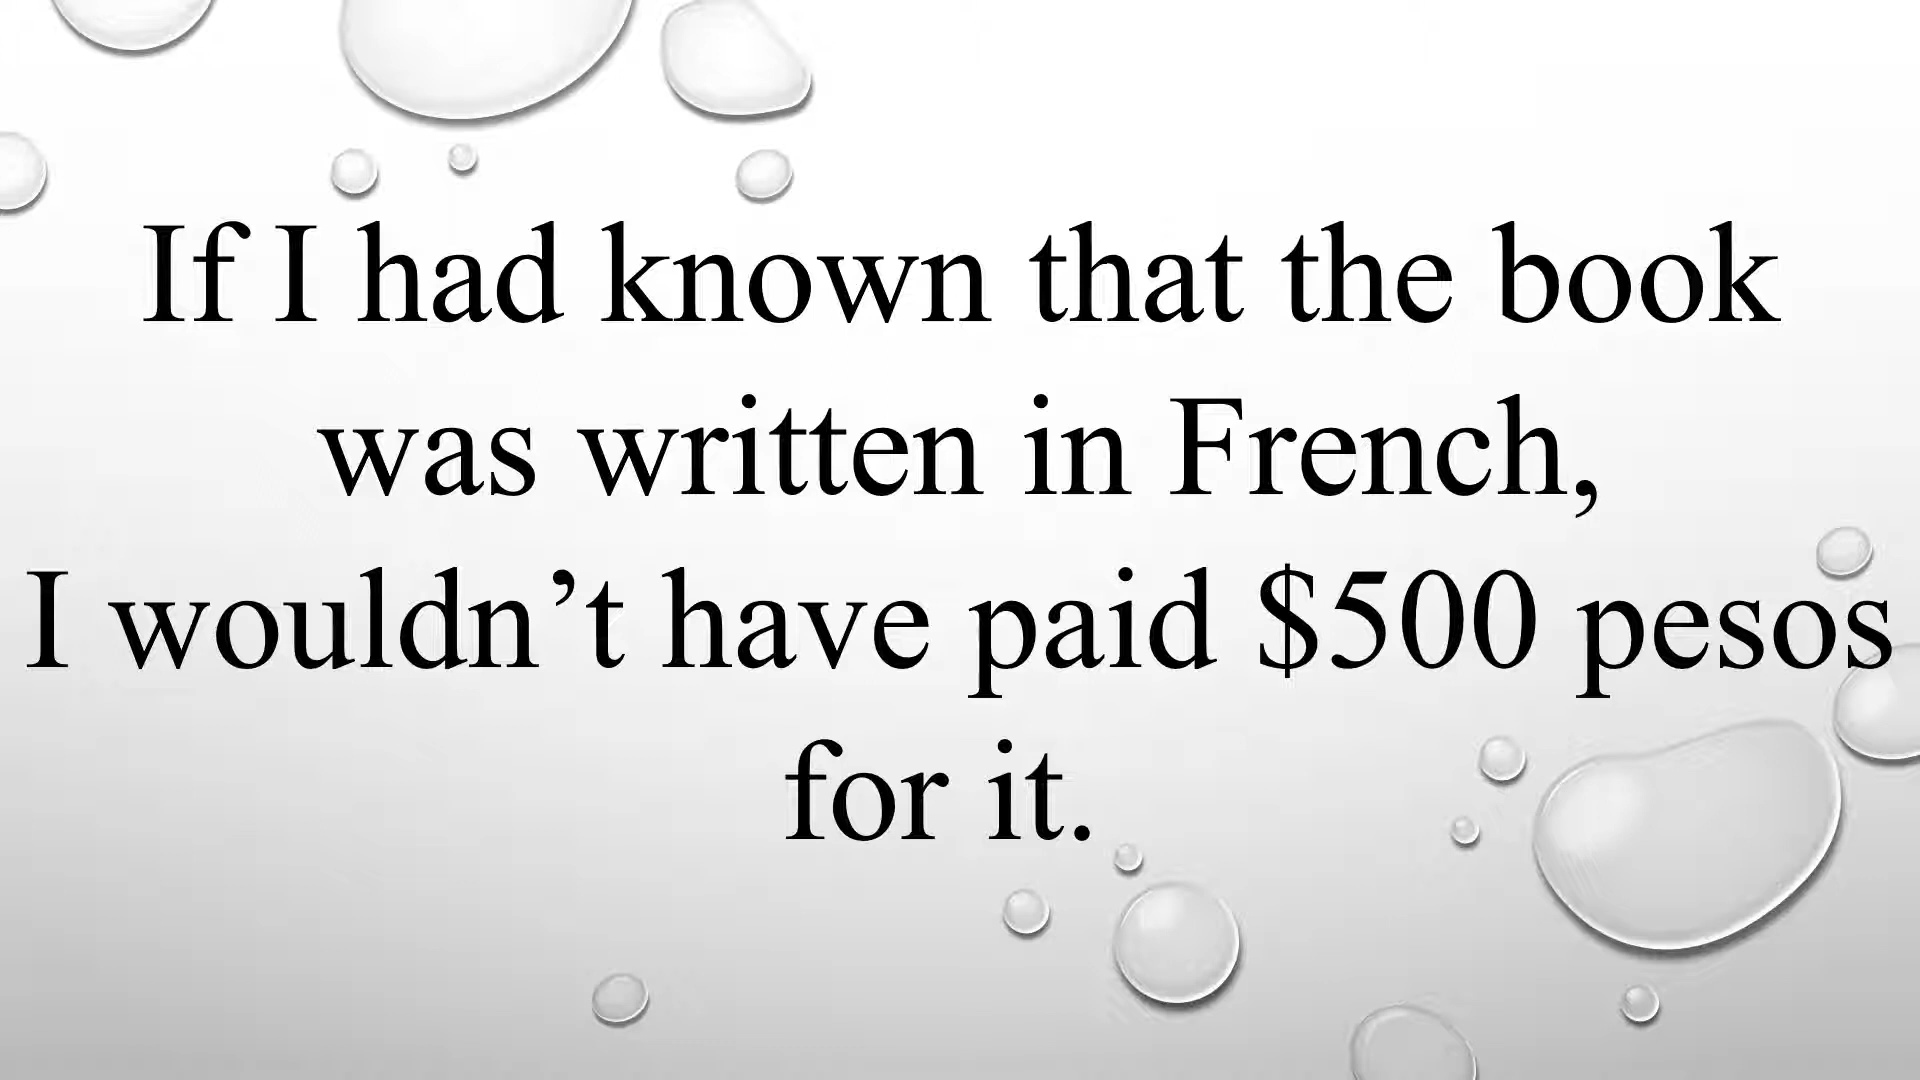 If I had known that the book
was written in French,
I wouldn’t have paid $500 pesos
for it.